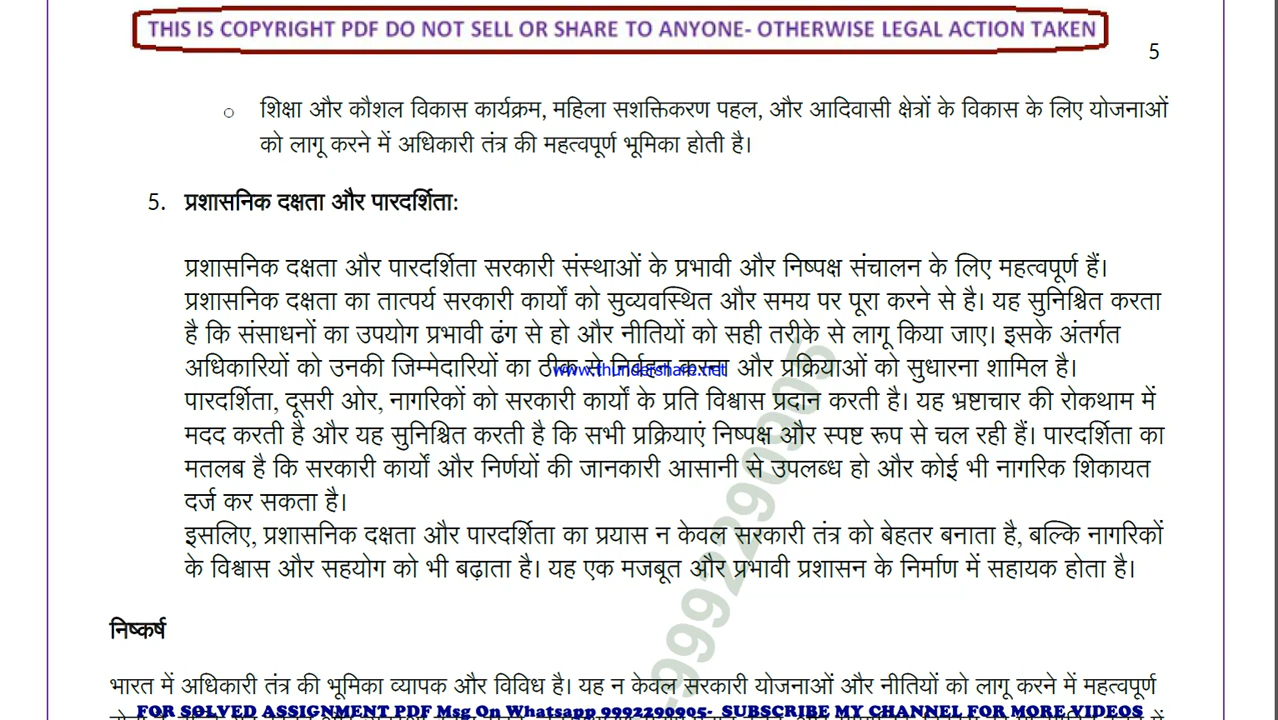 THIS IS COPYRIGHT PDF DO NOT SELL OR SHARE TO ANYONE- OTHERWISE LEGAL ACTION TAKEN
5
○ शिक्षा और कौशल विकास कार्यक्रम, महिला सशक्तिकरण पहल, और आदिवासी क्षेत्रों के विकास के लिए योजनाओं
को लागू करने में अधिकारी तंत्र की महत्वपूर्ण भूमिका होती है।
5. प्रशासनिक दक्षता और पारदर्शिता:
प्रशासनिक दक्षता और पारदर्शिता सरकारी संस्थाओं के प्रभावी और निष्पक्ष संचालन के लिए महत्वपूर्ण हैं।
प्रशासनिक दक्षता का तात्पर्य सरकारी कार्यों को सुव्यवस्थित और समय पर पूरा करने से है। यह सुनिश्चित करता
है कि संसाधनों का उपयोग प्रभावी ढंग से हो और नीतियों को सही तरीके से लागू किया जाए। इसके अंतर्गत
अधिकारियों को उनकी जिम्मेदारियों का ठीक से निर्वहन करना और प्रक्रियाओं को सुधारना शामिल है।
www.thundershare.net
पारदर्शिता, दूसरी ओर, नागरिकों को सरकारी कार्यों के प्रति विश्वास प्रदान करती है। यह भ्रष्टाचार की रोकथाम में
मदद करती है और यह सुनिश्चित करती है कि सभी प्रक्रियाएं निष्पक्ष और स्पष्ट रूप से चल रही हैं। पारदर्शिता का
मतलब है कि सरकारी कार्यों और निर्णयों की जानकारी आसानी से उपलब्ध हो और कोई भी नागरिक शिकायत
दर्ज कर सकता है।
इसलिए, प्रशासनिक दक्षता और पारदर्शिता का प्रयास न केवल सरकारी तंत्र को बेहतर बनाता है, बल्कि नागरिकों
के विश्वास और सहयोग को भी बढ़ाता है। यह एक मजबूत और प्रभावी प्रशासन के निर्माण में सहायक होता है।
-9992290905
निष्कर्ष
भारत में अधिकारी तंत्र की भूमिका व्यापक और विविध है। यह न केवल सरकारी योजनाओं और नीतियों को लागू करने में महत्वपूर्ण
FOR SOLVED ASSIGNMENT PDF Msg On Whatsapp 9992290905- SUBSCRIBE MY CHANNEL FOR MORE VIDEOS